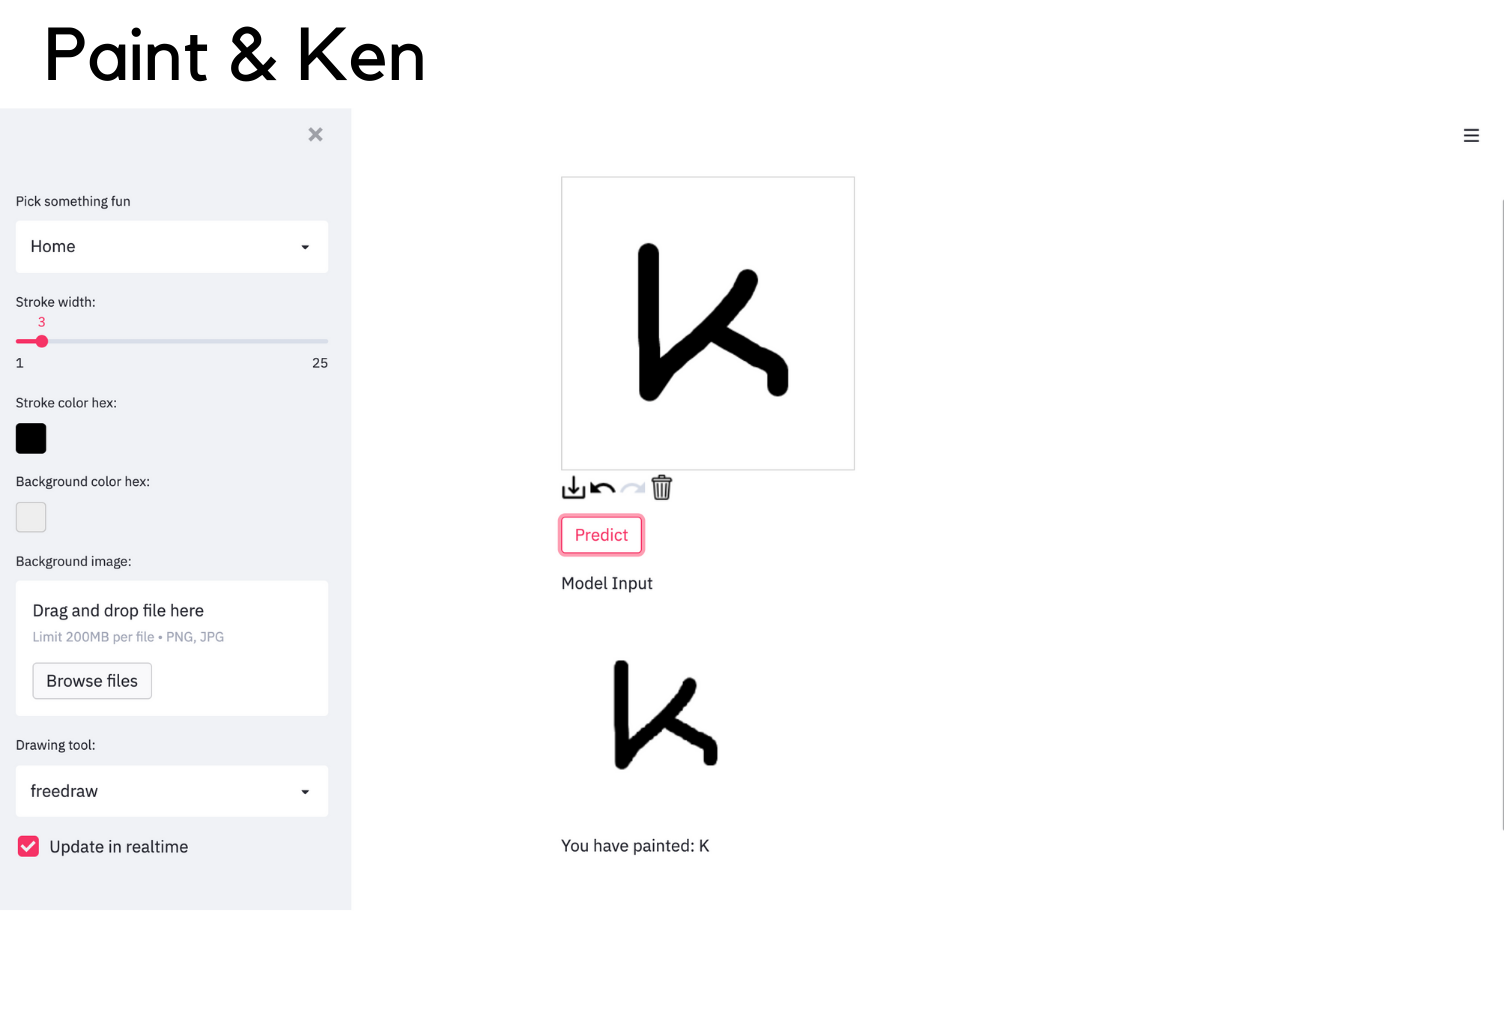 Paint & Ken
Pick something fun
Home
Stroke width:
3
1 25
Stroke color hex:
Background color hex:
Background image:
Drag and drop file here
Limit 200MB per file • PNG, JPG
Browse files
Drawing tool:
freedraw
Update in realtime
K
Predict
Model Input
K
You have painted: K